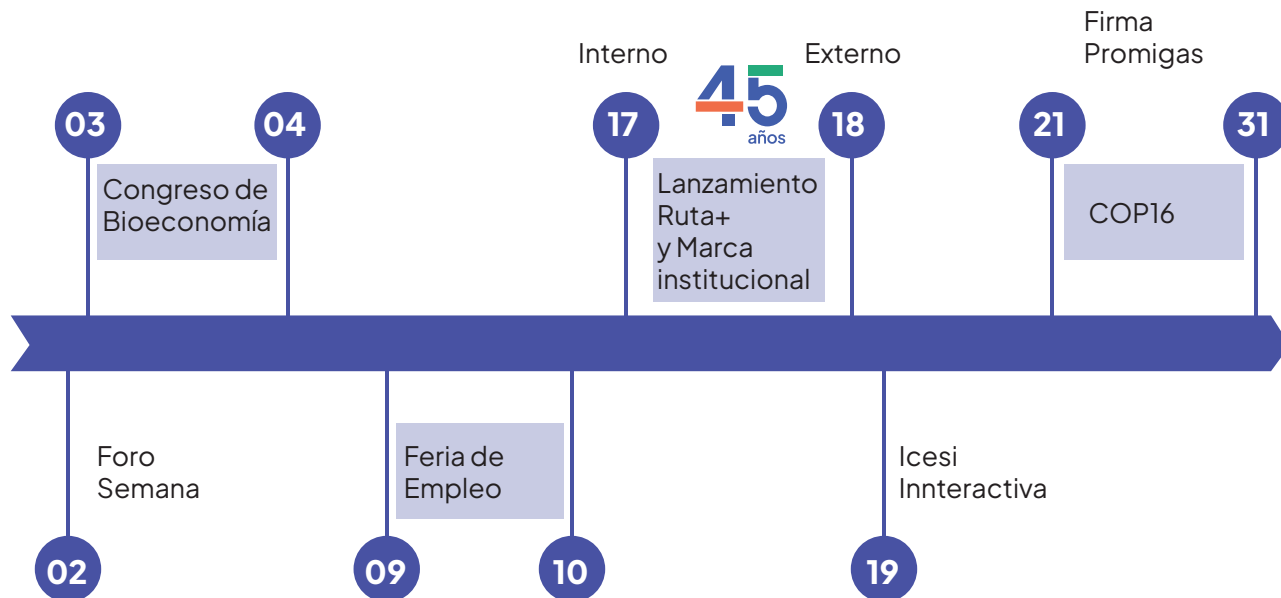 Firma
Promigas
Interno
45
años
Externo
03
04
17
18
21
31
Congreso de
Bioeconomía
Lanzamiento
Ruta+
y Marca
institucional
COP16
Foro
Semana
Feria de
Empleo
Icesi
Innteractiva
02
09
10
19